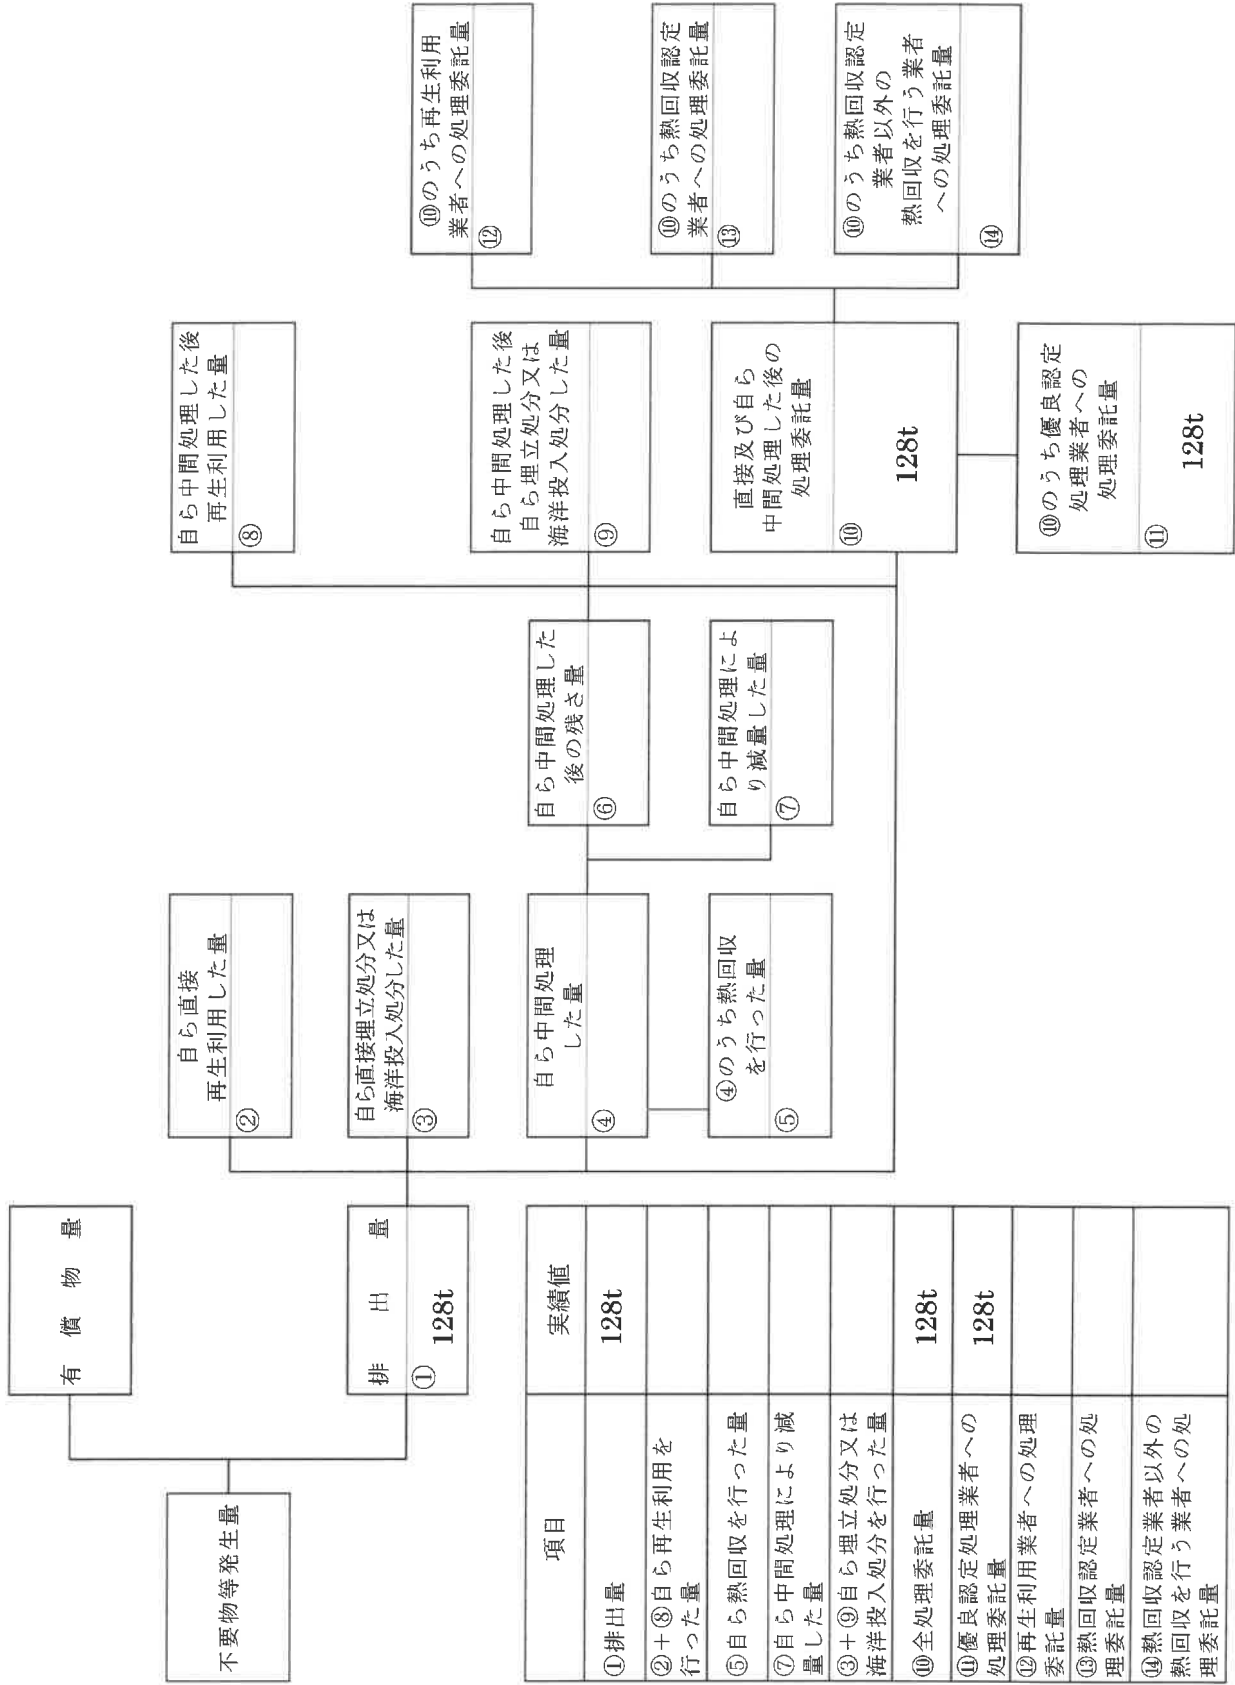 不要物等発生量
有償物量
排出量
①
128t
自ら直接
再生利用した量
②
自ら直接埋立処分又は
海洋投入処分した量
③
自ら中間処理
した量
④
④のうち熱回収
を行った量
⑤
自ら中間処理した
後の残さ量
⑥
自ら中間処理によ
り減量した量
⑦
自ら中間処理した後
再生利用した量
⑧
自ら中間処理した後
自ら埋立処分又は
海洋投入処分した量
⑨
直接及び自ら
中間処理した後の
処理委託量
⑩
128t
⑩のうち優良認定
処理業者への
処理委託量
⑪
128t
⑩のうち再生利用
業者への処理委託量
⑫
⑩のうち熱回収認定
業者への処理委託量
⑬
⑩のうち熱回収認定
業者以外の
熱回収を行う業者
への処理委託量
⑭
項目 実績値
①排出量 128t
②+⑧自ら再生利用を
行った量
⑤自ら熱回収を行った量
⑦自ら中間処理により減
量した量
③+⑨自ら埋立処分又は
海洋投入処分を行った量
⑩全処理委託量 128t
⑪優良認定処理業者への
処理委託量 128t
⑫再生利用業者への処理
委託量
⑬熱回収認定業者への処
理委託量
⑭熱回収認定業者以外の
熱回収を行う業者への処
理委託量